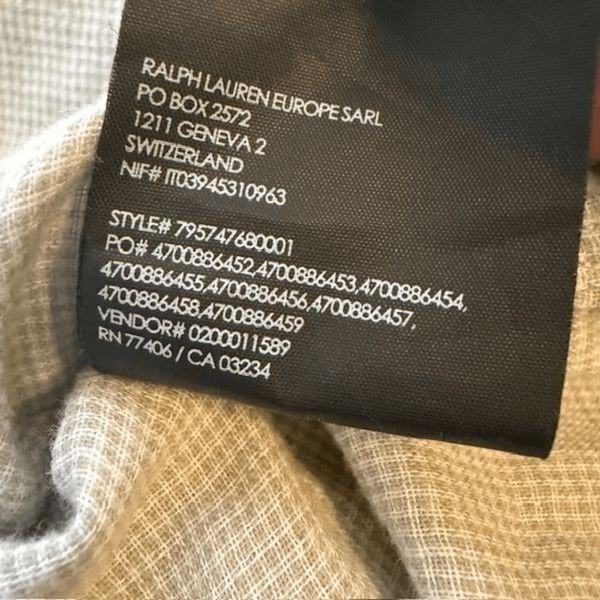 RALPH LAUREN EUROPE SARL
PO BOX 2572
1211 GENEVA 2
SWITZERLAND
NIF# IT03945310963
STYLE# 795747680001
PO# 4700886452,4700886453,4700886454,
4700886455,4700886456,4700886457,
4700886458,4700886459
VENDOR# 0200011589
RN 77406 / CA 03234